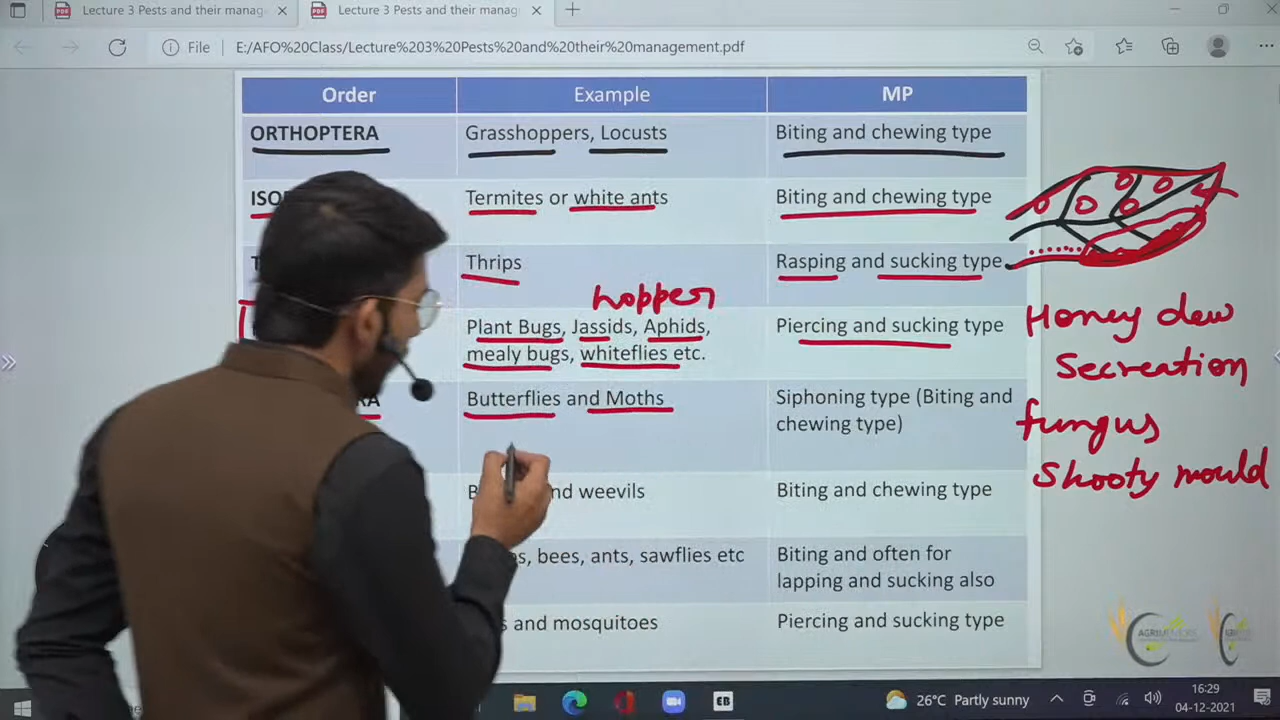 Lecture 3 Pests and their manag
Lecture 3 Pests and their manag
File E:/AFO%20Class/Lecture%203%20Pests%20and%20their%20management.pdf
Order Example MP
ORTHOPTERA Grasshoppers, Locusts Biting and chewing type
Termites or white ants Biting and chewing type
Thrips Rasping and sucking type
hopper
Plant Bugs, Jassids, Aphids, Piercing and sucking type
mealy bugs, whiteflies etc.
Butterflies and Moths Siphoning type (Biting and
chewing type)
and weevils Biting and chewing type
bees, ants, sawflies etc Biting and often for
lapping and sucking also
and mosquitoes Piercing and sucking type
Honey dew
Secreation
fungus
Shooty mould
26°C Partly sunny
16:29
04-12-2021